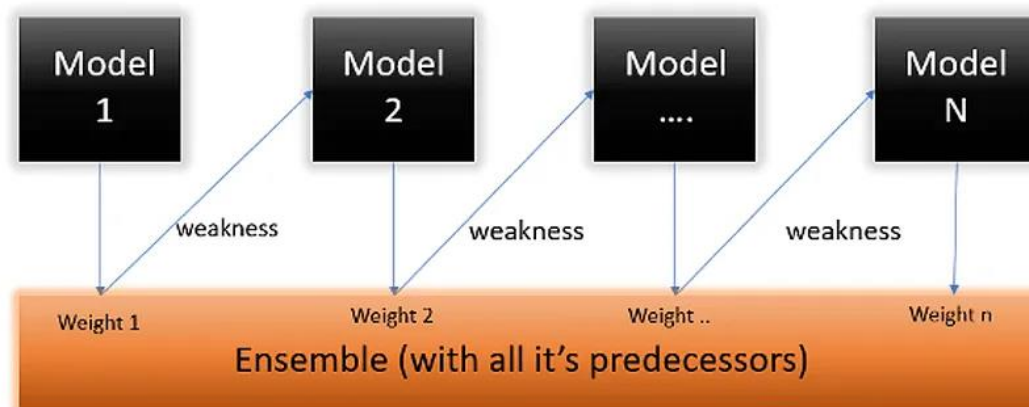 Model
1
Model
2
Model
....
Model
N
weakness
weakness
weakness
Weight 1
Weight 2
Weight ..
Weight n
Ensemble (with all it's predecessors)